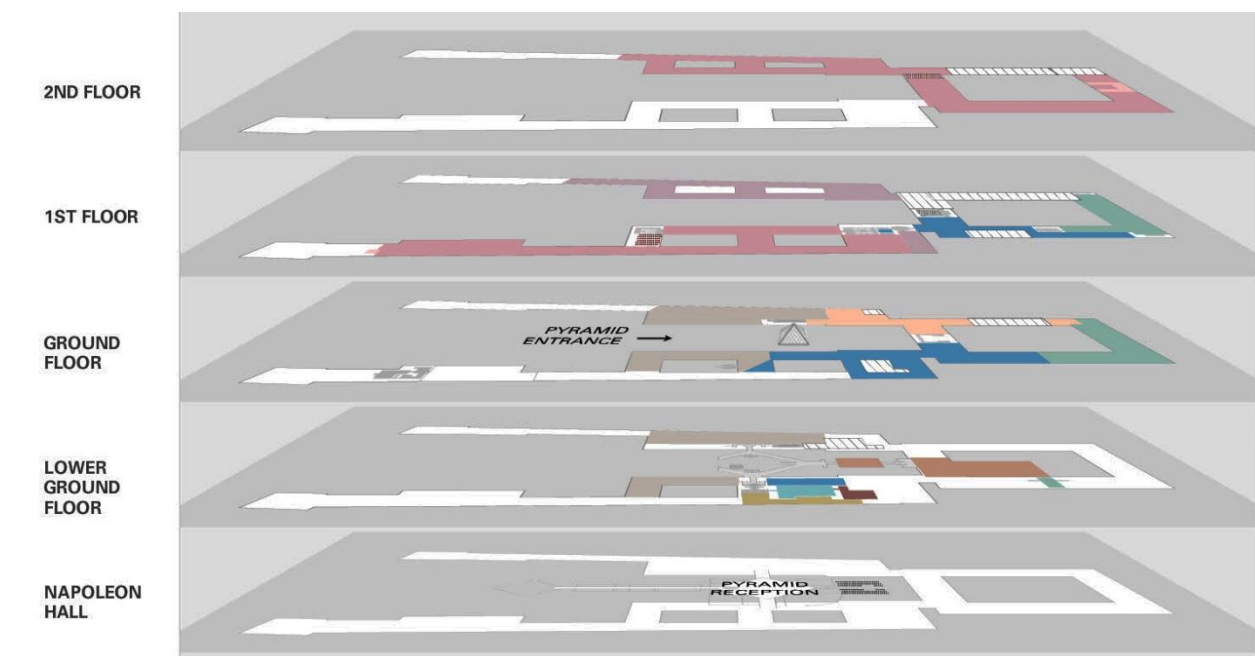 2ND FLOOR
1ST FLOOR
GROUND
FLOOR
PYRAMID
ENTRANCE
LOWER
GROUND
FLOOR
NAPOLEON
HALL
PYRAMID
RECEPTION